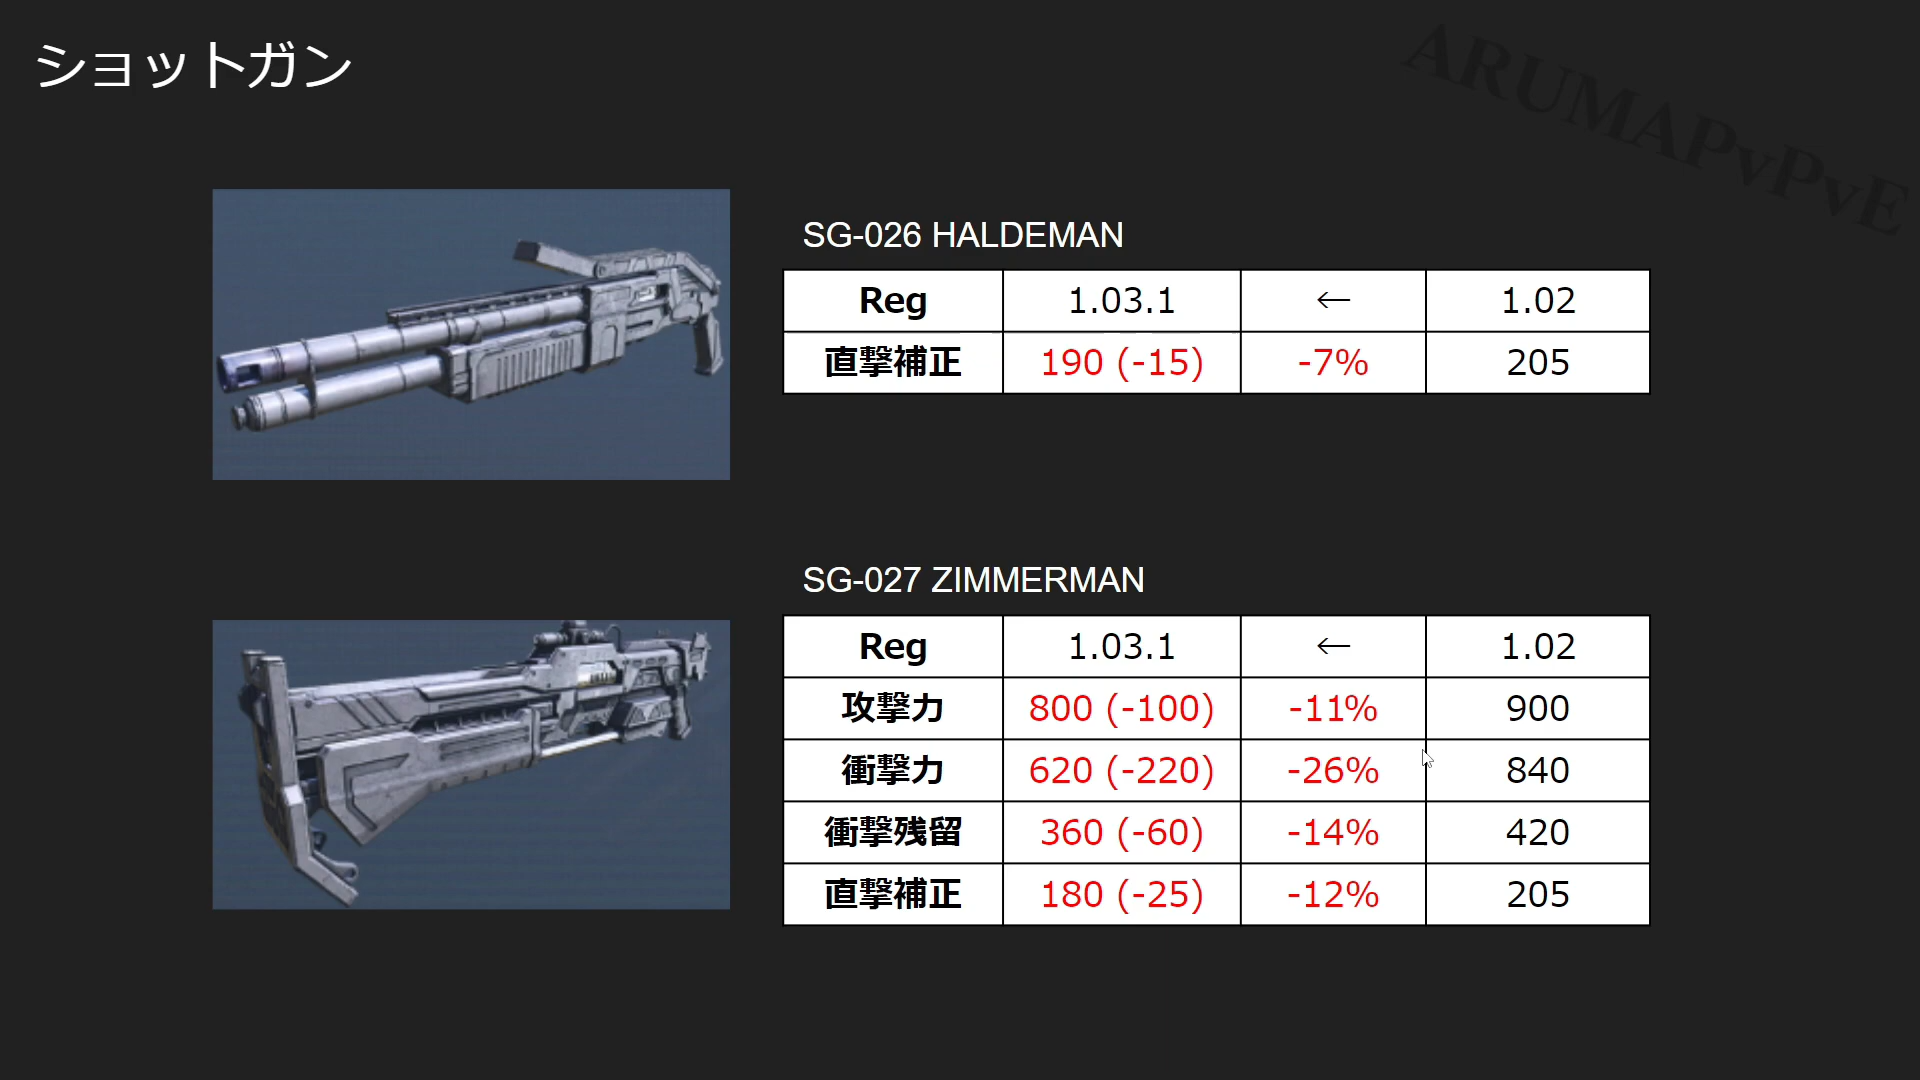 ショットガン
ARUMAPvPvE
SG-026 HALDEMAN
Reg 1.03.1 ← 1.02
直撃補正 190 (-15) -7% 205
SG-027 ZIMMERMAN
Reg 1.03.1 ← 1.02
攻撃力 800 (-100) -11% 900
衝撃力 620 (-220) -26% 840
衝撃残留 360 (-60) -14% 420
直撃補正 180 (-25) -12% 205